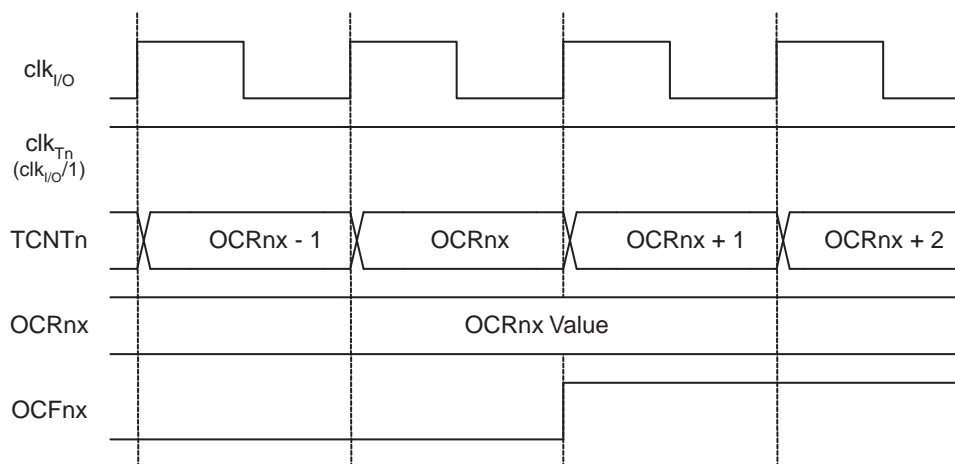 clkI/O
clkTn
(clkI/O/1)
TCNTn
OCRnx - 1
OCRnx
OCRnx + 1
OCRnx + 2
OCRnx
OCRnx Value
OCFnx